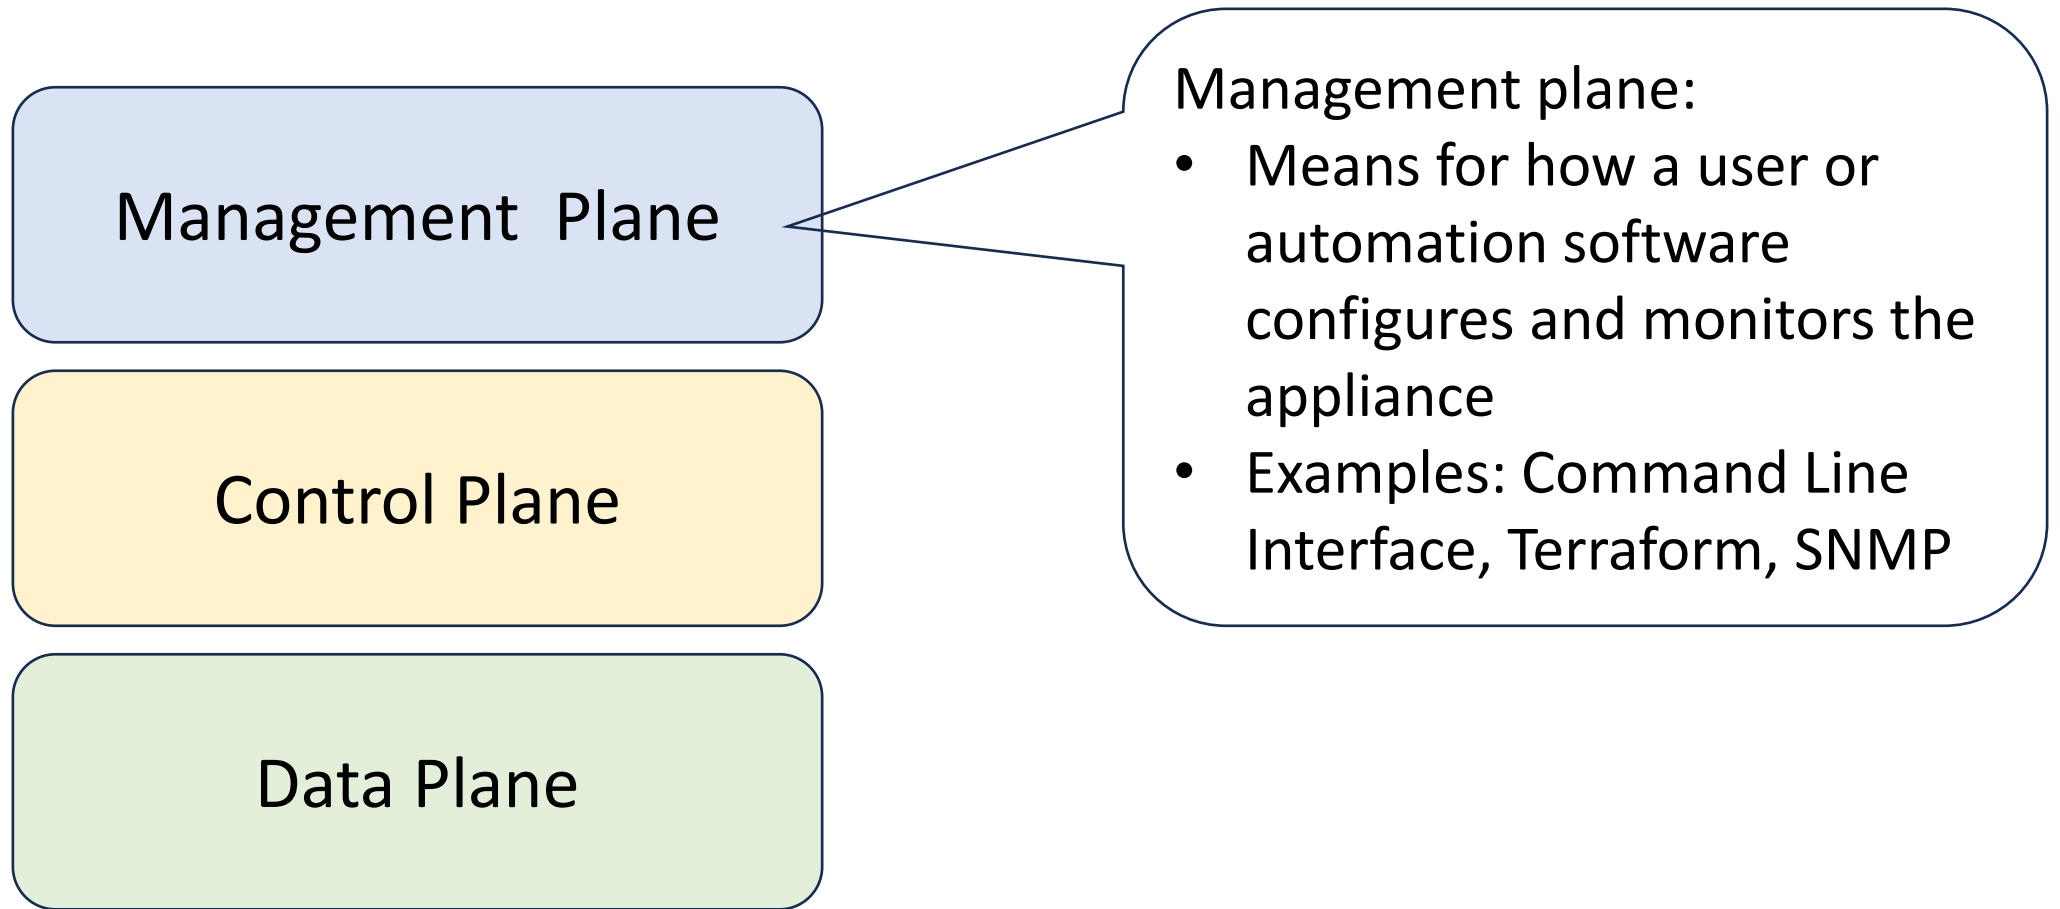 Management  Plane
Control Plane
Data Plane
Management plane:
• Means for how a user or
automation software
configures and monitors the
appliance
• Examples: Command Line
Interface, Terraform, SNMP